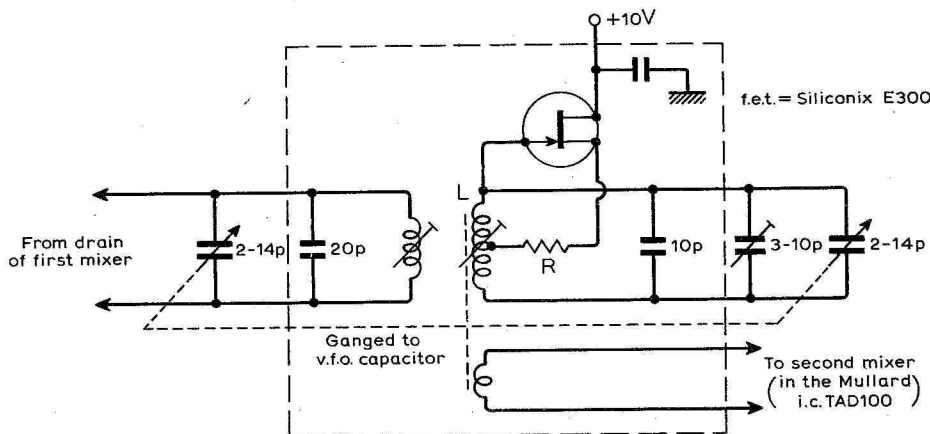 +10V
f.e.t.= Siliconix E300
L
From drain
of first mixer
2-14p
20p
R
10p
3-10p
2-14p
Ganged to
v.f.o. capacitor
To second mixer
(in the Mullard)
i.c. TAD100